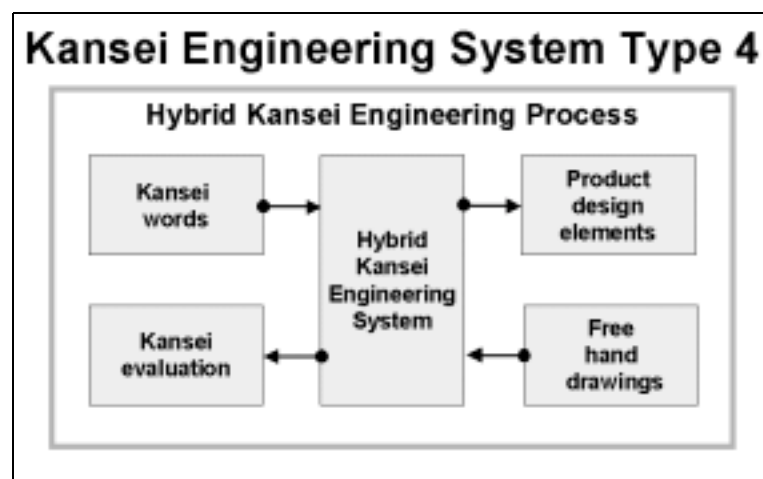 Kansei Engineering System Type 4
Hybrid Kansei Engineering Process
Kansei
words
Hybrid
Kansei
Engineering
System
Product
design
elements
Kansei
evaluation
Free
hand
drawings